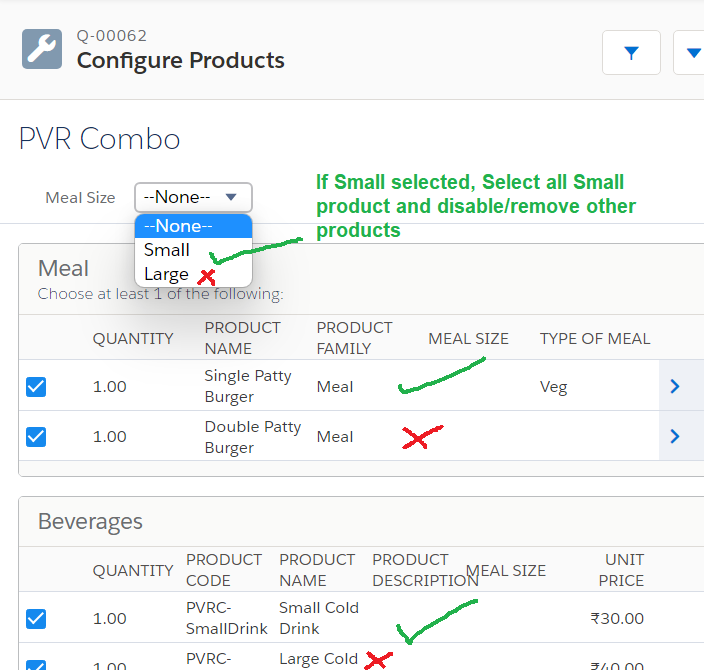 Q-00062
Configure Products
PVR Combo
Meal Size
--None--
If Small selected, Select all Small
product and disable/remove other
products
--None--
Small
Large
Meal
Choose at least 1 of the following:
QUANTITY PRODUCT NAME PRODUCT FAMILY MEAL SIZE TYPE OF MEAL
1.00 Single Patty Burger Meal Veg
1.00 Double Patty Burger Meal
Beverages
QUANTITY PRODUCT CODE PRODUCT NAME PRODUCT DESCRIPTION MEAL SIZE UNIT PRICE
1.00 PVRC-SmallDrink Small Cold Drink ₹30.00
1.00 PVRC- Large Cold ₹40.00